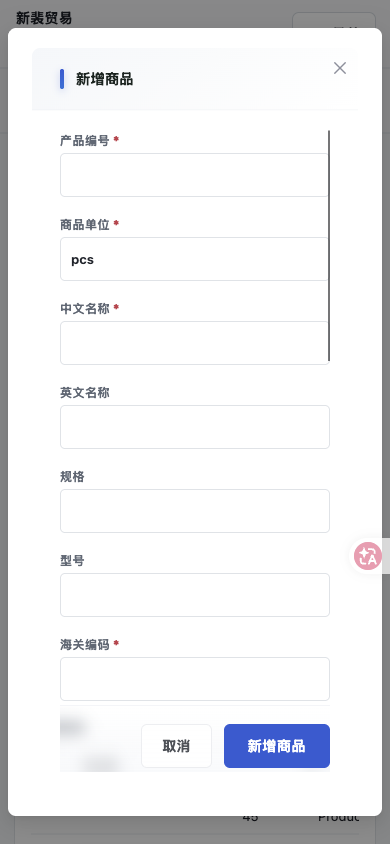 新裴贸易
新增商品
产品编号 *
商品单位 *
pcs
中文名称 *
英文名称
规格
型号
海关编码 *
取消
新增商品
45
Produc